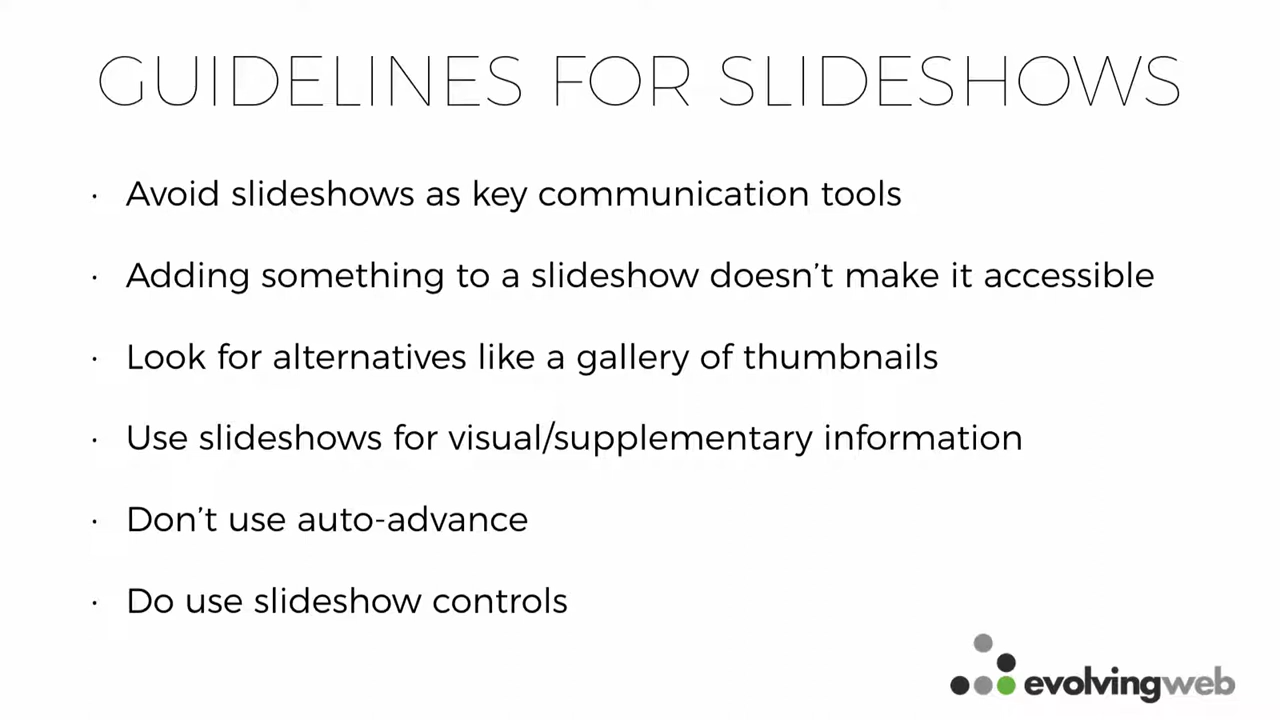 GUIDELINES FOR SLIDESHOWS
· Avoid slideshows as key communication tools
· Adding something to a slideshow doesn’t make it accessible
· Look for alternatives like a gallery of thumbnails
· Use slideshows for visual/supplementary information
· Don’t use auto-advance
· Do use slideshow controls
evolvingweb